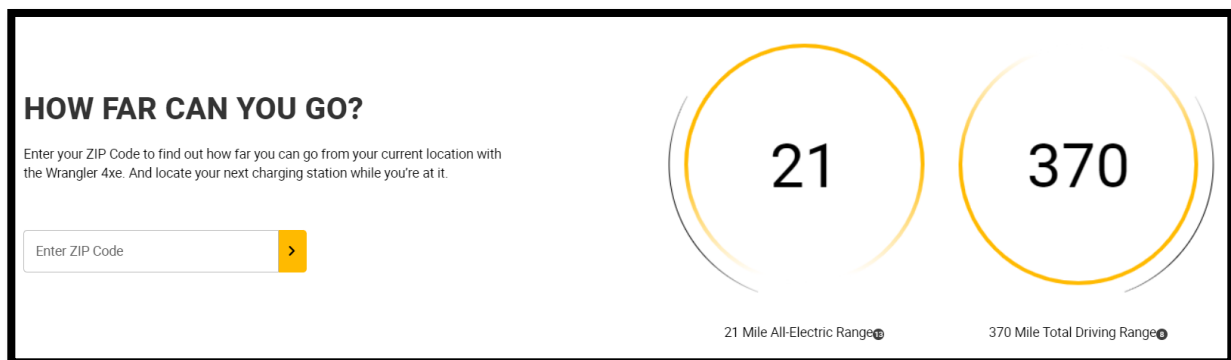 HOW FAR CAN YOU GO?
Enter your ZIP Code to find out how far you can go from your current location with
the Wrangler 4xe. And locate your next charging station while you're at it.
Enter ZIP Code
21
370
21 Mile All-Electric Range
370 Mile Total Driving Range